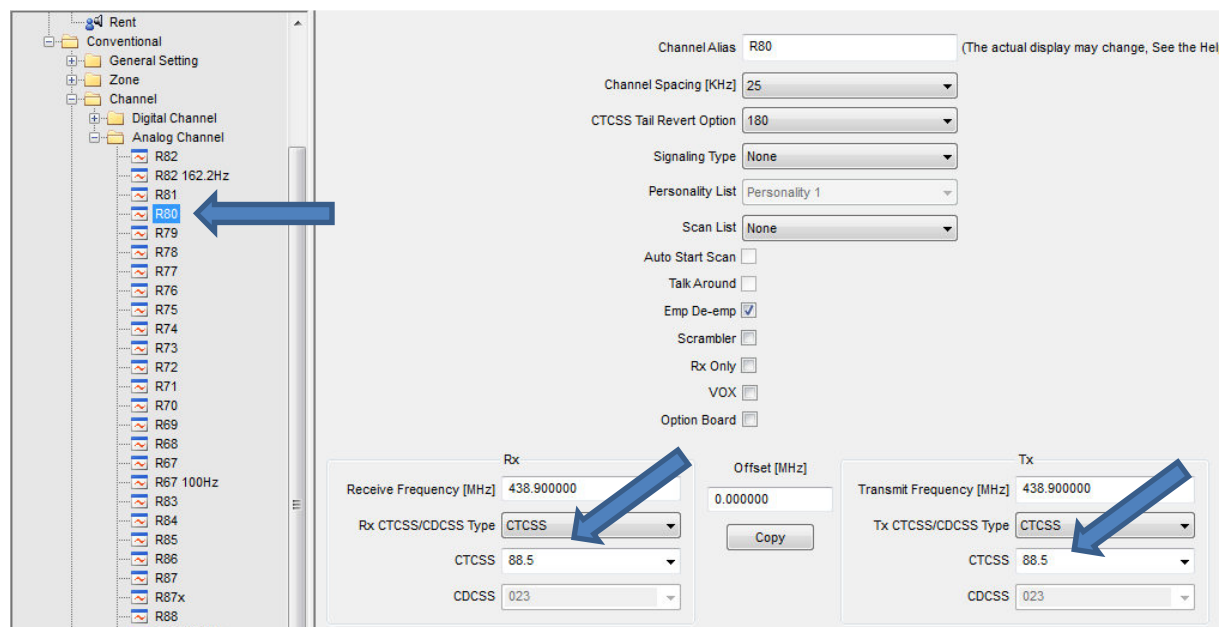 Rent
Conventional
General Setting
Zone
Channel
Digital Channel
Analog Channel
R82
R82 162.2Hz
R81
R80
R79
R78
R77
R76
R75
R74
R73
R72
R71
R70
R69
R68
R67
R67 100Hz
R83
R84
R85
R86
R87
R87x
R88
Channel Alias R80 (The actual display may change, See the Hel
Channel Spacing [KHz] 25
CTCSS Tail Revert Option 180
Signaling Type None
Personality List Personality 1
Scan List None
Auto Start Scan
Talk Around
Emp De-emp
Scrambler
Rx Only
VOX
Option Board
Rx
Receive Frequency [MHz] 438.900000
Rx CTCSS/CDCSS Type CTCSS
CTCSS 88.5
CDCSS 023
Offset [MHz]
0.000000
Copy
Tx
Transmit Frequency [MHz] 438.900000
Tx CTCSS/CDCSS Type CTCSS
CTCSS 88.5
CDCSS 023